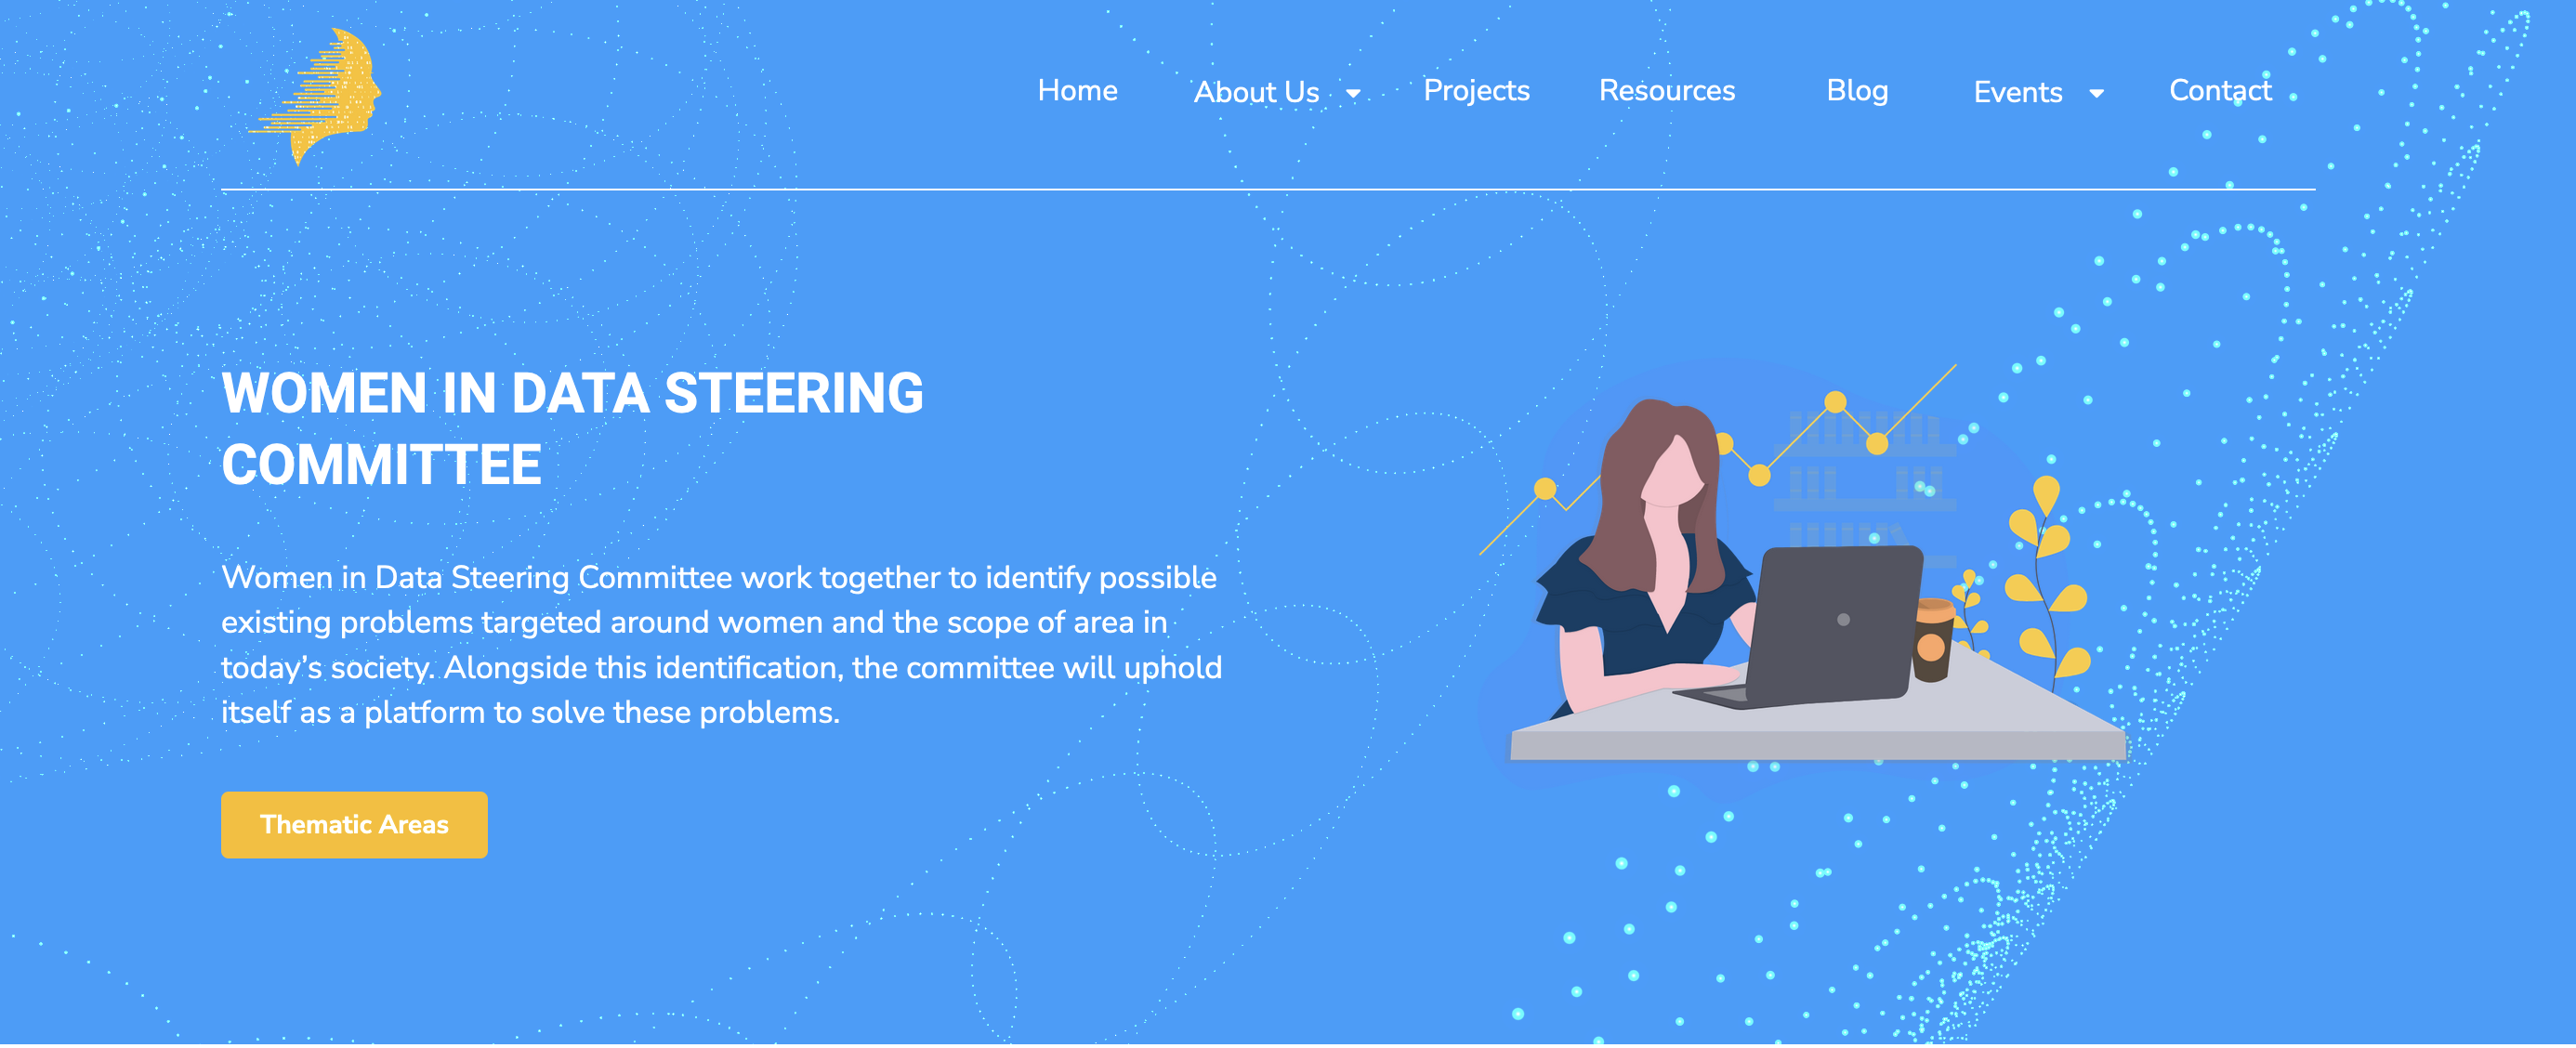 Home About Us Projects Resources Blog Events Contact
WOMEN IN DATA STEERING
COMMITTEE
Women in Data Steering Committee work together to identify possible
existing problems targeted around women and the scope of area in
today’s society. Alongside this identification, the committee will uphold
itself as a platform to solve these problems.
Thematic Areas